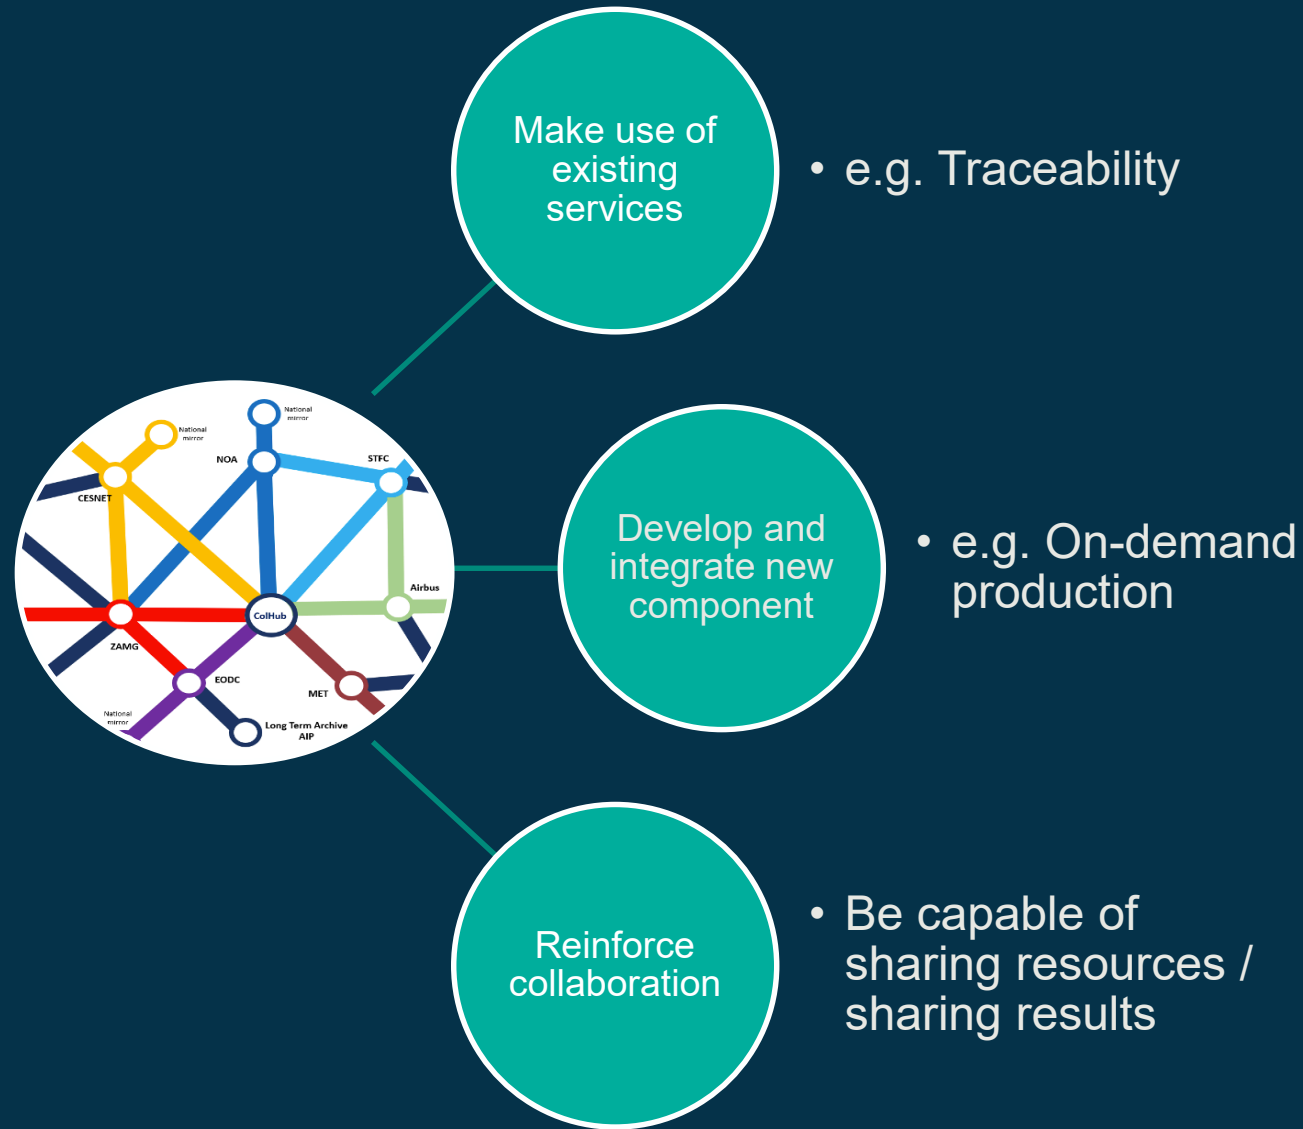 Make use of
existing
services
• e.g. Traceability
National
mirror
National
mirror
NOA
STFC
CESNET
Airbus
ColHub
ZAMG
EODC
MET
National
mirror
Long Term Archive
AIP
Develop and
integrate new
component
• e.g. On-demand
production
Reinforce
collaboration
• Be capable of
sharing resources /
sharing results